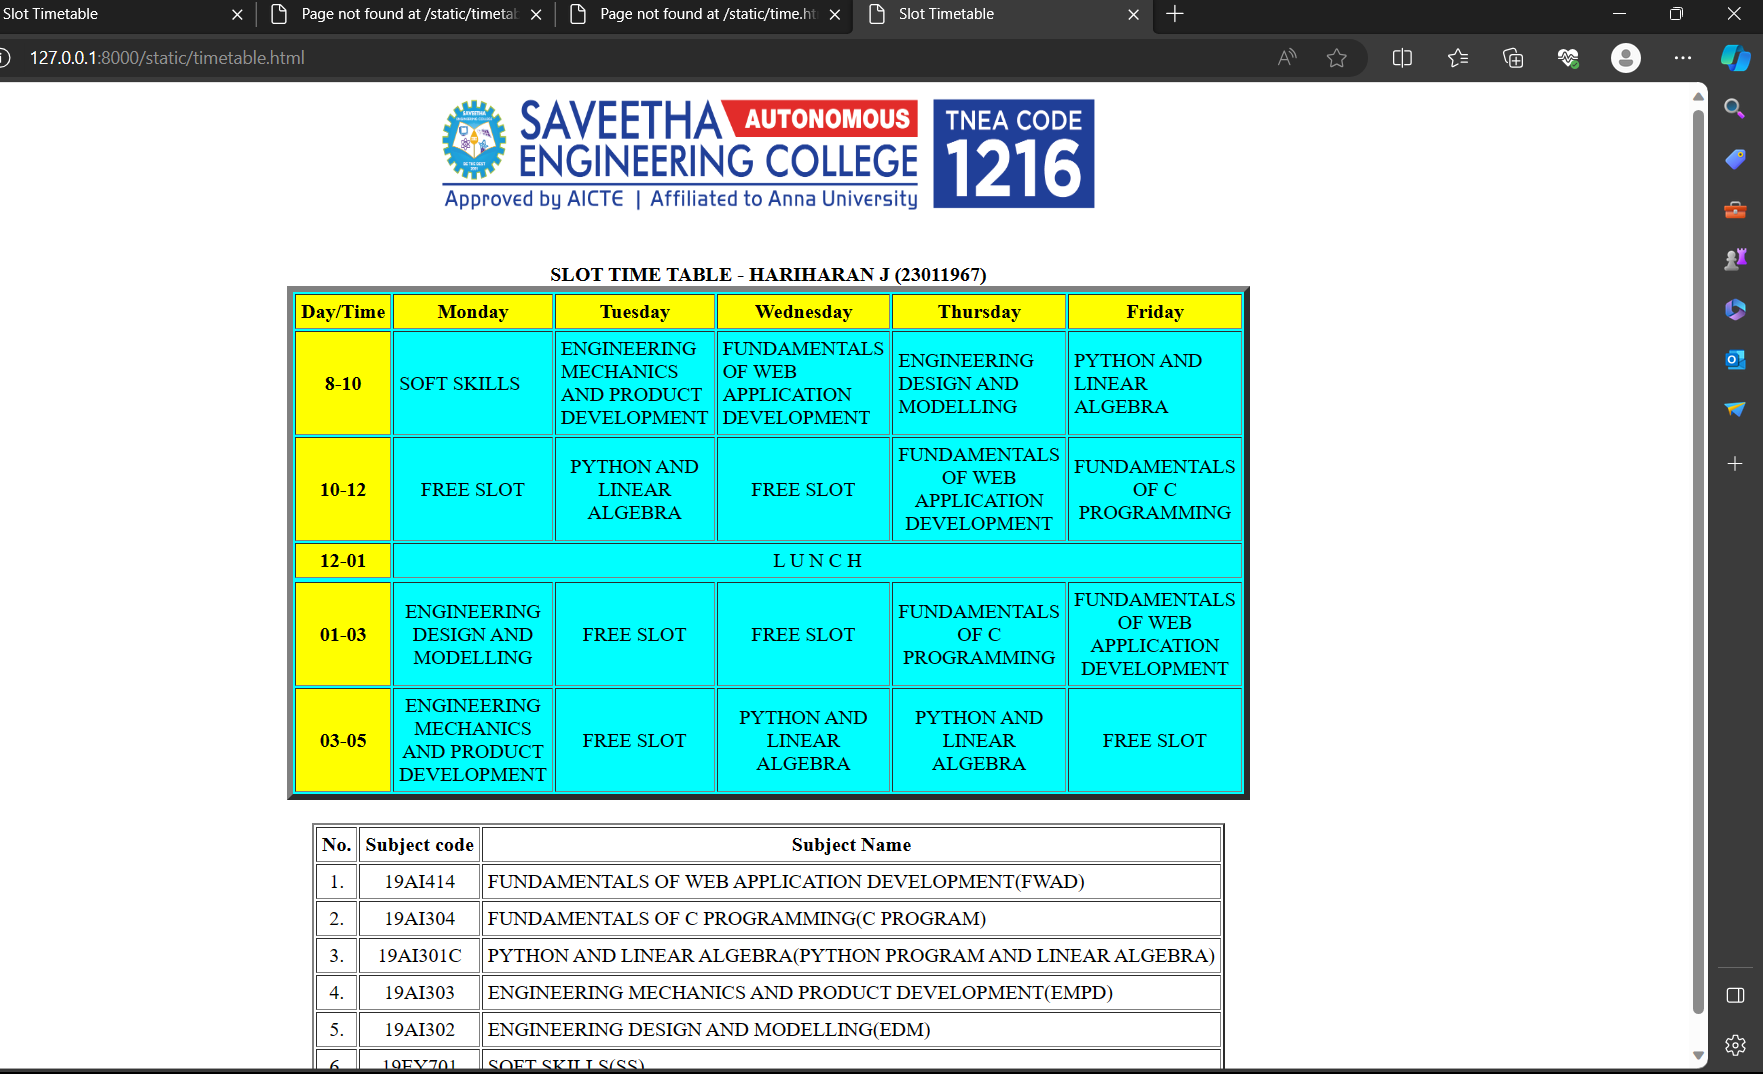 Slot Timetable
Page not found at /static/timetab
Page not found at /static/time.ht
Slot Timetable
127.0.0.1:8000/static/timetable.html
SAVEETHA AUTONOMOUS
ENGINEERING COLLEGE
Approved by AICTE | Affiliated to Anna University
TNEA CODE
1216
SLOT TIME TABLE - HARIHARAN J (23011967)
Day/Time Monday Tuesday Wednesday Thursday Friday
8-10
SOFT SKILLS
ENGINEERING
MECHANICS
AND PRODUCT
DEVELOPMENT
FUNDAMENTALS
OF WEB
APPLICATION
DEVELOPMENT
ENGINEERING
DESIGN AND
MODELLING
PYTHON AND
LINEAR
ALGEBRA
10-12
FREE SLOT
PYTHON AND
LINEAR
ALGEBRA
FREE SLOT
FUNDAMENTALS
OF WEB
APPLICATION
DEVELOPMENT
FUNDAMENTALS
OF C
PROGRAMMING
12-01
L U N C H
01-03
ENGINEERING
DESIGN AND
MODELLING
FREE SLOT
FREE SLOT
FUNDAMENTALS
OF C
PROGRAMMING
FUNDAMENTALS
OF WEB
APPLICATION
DEVELOPMENT
03-05
ENGINEERING
MECHANICS
AND PRODUCT
DEVELOPMENT
FREE SLOT
PYTHON AND
LINEAR
ALGEBRA
PYTHON AND
LINEAR
ALGEBRA
FREE SLOT
No. Subject code Subject Name
1. 19AI414 FUNDAMENTALS OF WEB APPLICATION DEVELOPMENT(FWAD)
2. 19AI304 FUNDAMENTALS OF C PROGRAMMING(C PROGRAM)
3. 19AI301C PYTHON AND LINEAR ALGEBRA(PYTHON PROGRAM AND LINEAR ALGEBRA)
4. 19AI303 ENGINEERING MECHANICS AND PRODUCT DEVELOPMENT(EMPD)
5. 19AI302 ENGINEERING DESIGN AND MODELLING(EDM)
6. 19EY701 SOFT SKILLS(SS)